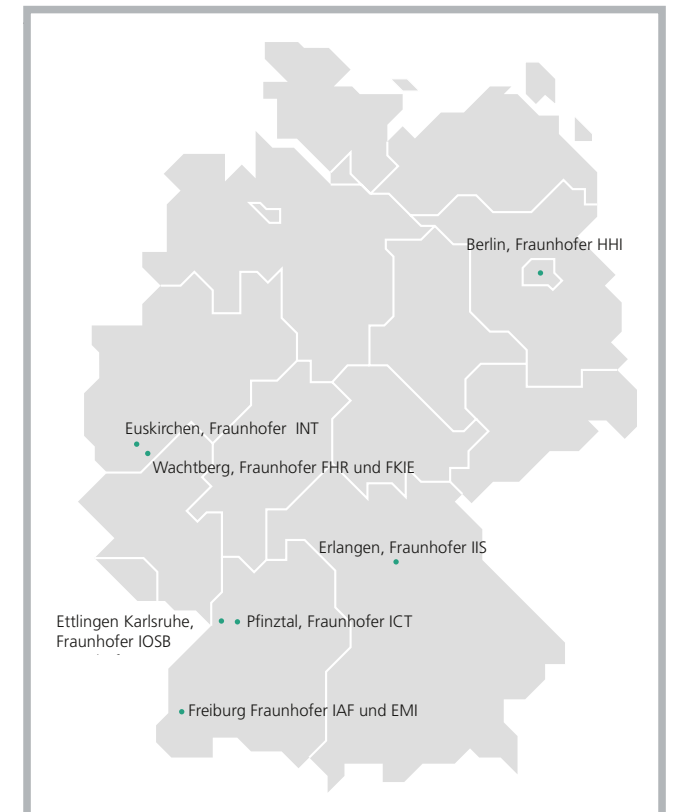 Berlin, Fraunhofer HHI
Euskirchen, Fraunhofer INT
Wachtberg, Fraunhofer FHR und FKIE
Erlangen, Fraunhofer IIS
Ettlingen Karlsruhe,
Fraunhofer IOSB
Pfinztal, Fraunhofer ICT
Freiburg Fraunhofer IAF und EMI